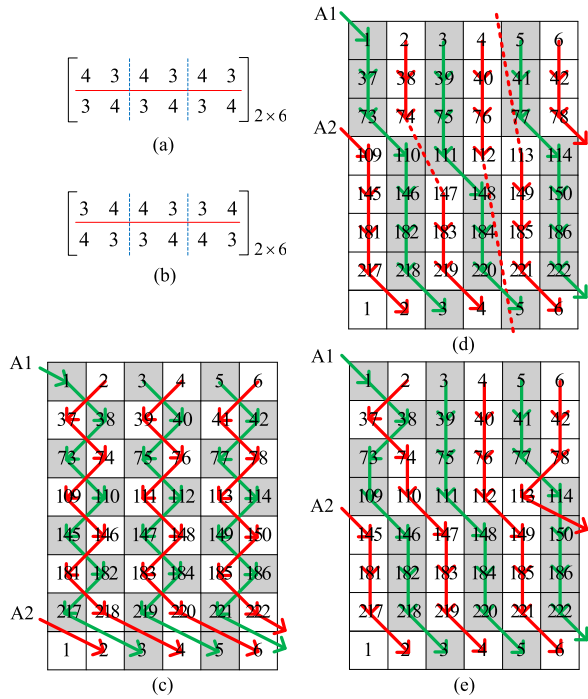 4 3 4 3 4 3
3 4 3 4 3 4
2×6
(a)
3 4 4 3 3 4
4 3 3 4 4 3
2×6
(b)
A1
1 2 3 4 5 6
37 38 39 40 41 42
73 74 75 76 77 78
A2
109 110 111 112 113 114
145 146 147 148 149 150
181 182 183 184 185 186
217 218 219 220 221 222
1 2 3 4 5 6
(d)
A1
1 2 3 4 5 6
37 38 39 40 41 42
73 74 75 76 77 78
109 110 111 112 113 114
145 146 147 148 149 150
181 182 183 184 185 186
217 218 219 220 221 222
A2
1 2 3 4 5 6
(c)
A1
1 2 3 4 5 6
37 38 39 40 41 42
73 74 75 76 77 78
109 110 111 112 113 114
A2
145 146 147 148 149 150
181 182 183 184 185 186
217 218 219 220 221 222
1 2 3 4 5 6
(e)